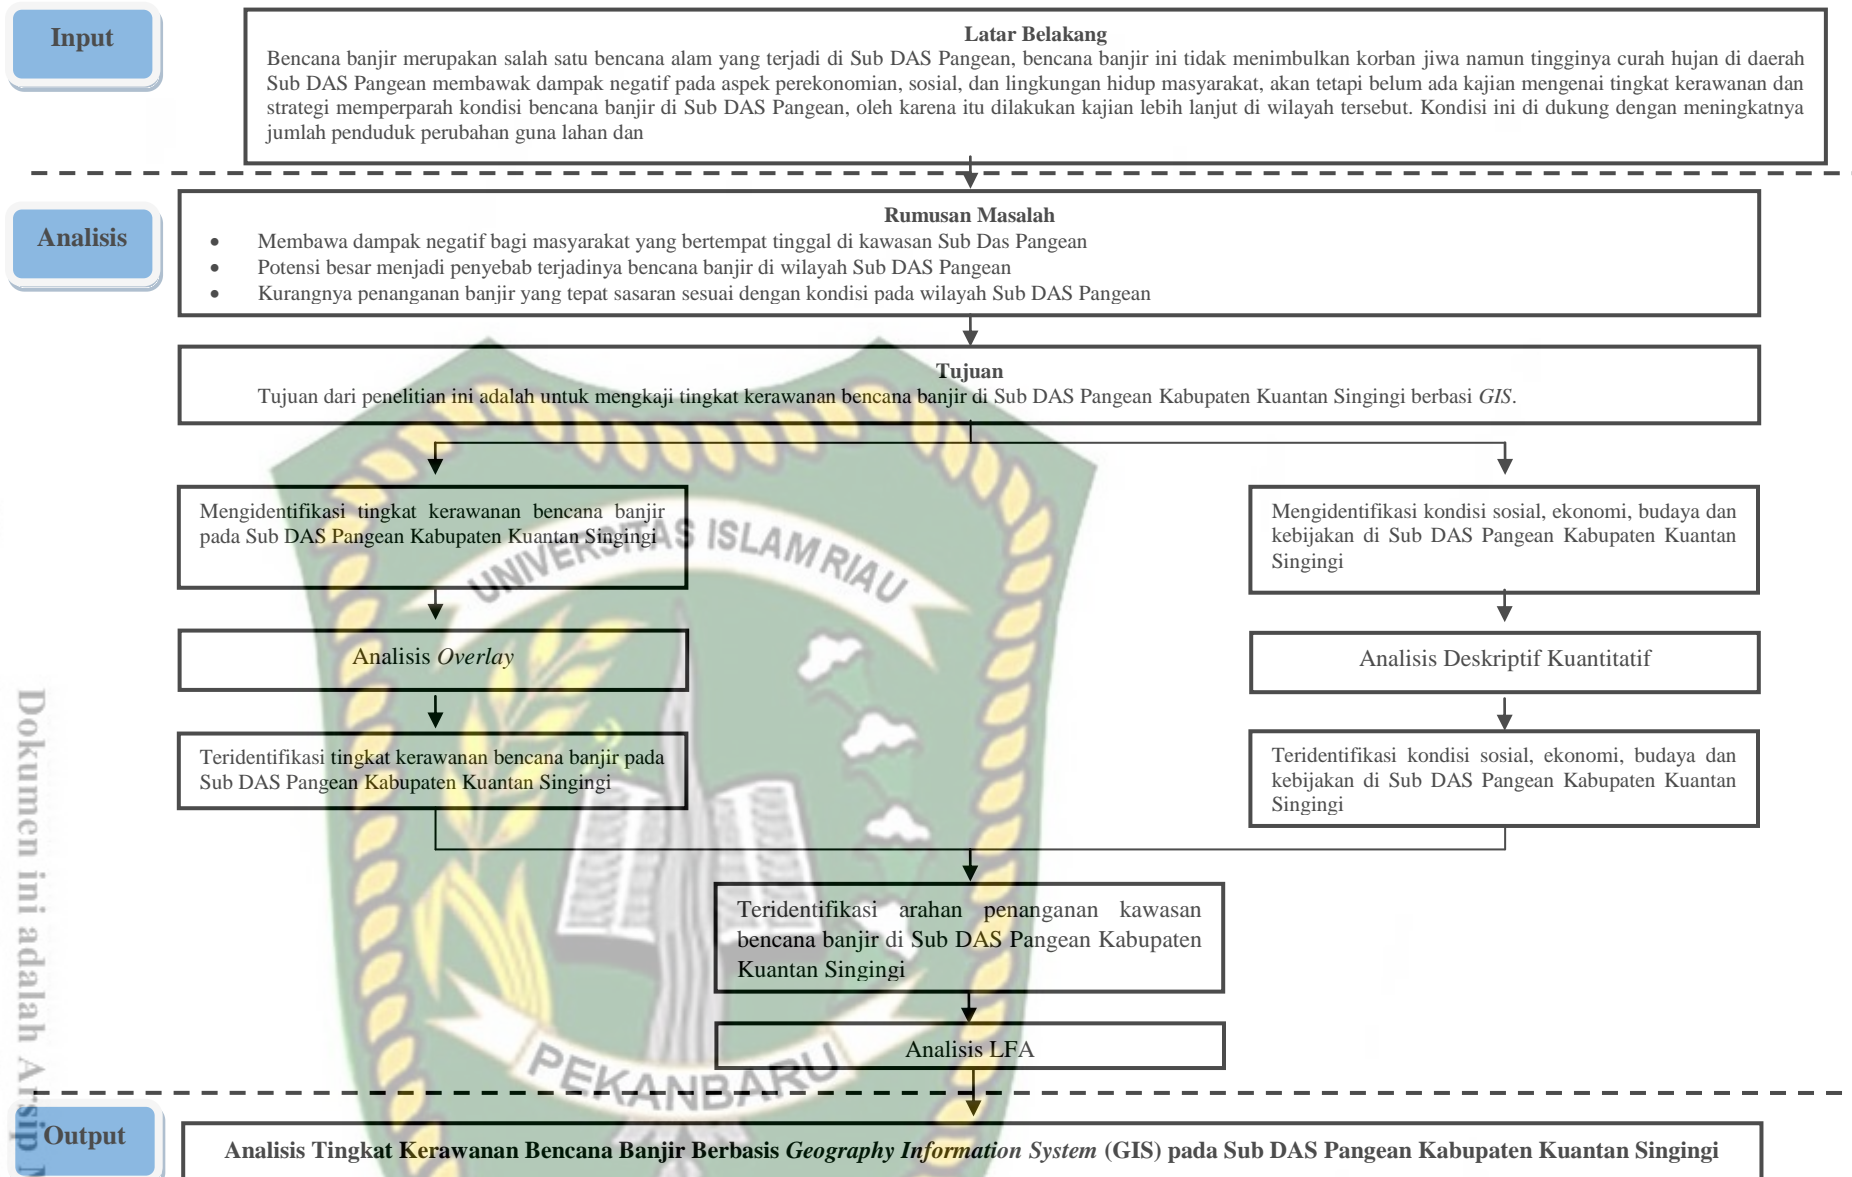 Input
Latar Belakang
Bencana banjir merupakan salah satu bencana alam yang terjadi di Sub DAS Pangean, bencana banjir ini tidak menimbulkan korban jiwa namun tingginya curah hujan di daerah
Sub DAS Pangean membawak dampak negatif pada aspek perekonomian, sosial, dan lingkungan hidup masyarakat, akan tetapi belum ada kajian mengenai tingkat kerawanan dan
strategi memperparah kondisi bencana banjir di Sub DAS Pangean, oleh karena itu dilakukan kajian lebih lanjut di wilayah tersebut. Kondisi ini di dukung dengan meningkatnya
jumlah penduduk perubahan guna lahan dan
Analisis
Rumusan Masalah
• Membawa dampak negatif bagi masyarakat yang bertempat tinggal di kawasan Sub Das Pangean
• Potensi besar menjadi penyebab terjadinya bencana banjir di wilayah Sub DAS Pangean
• Kurangnya penanganan banjir yang tepat sasaran sesuai dengan kondisi pada wilayah Sub DAS Pangean
Tujuan
Tujuan dari penelitian ini adalah untuk mengkaji tingkat kerawanan bencana banjir di Sub DAS Pangean Kabupaten Kuantan Singingi berbasi GIS.
Mengidentifikasi tingkat kerawanan bencana banjir
pada Sub DAS Pangean Kabupaten Kuantan Singingi
Mengidentifikasi kondisi sosial, ekonomi, budaya dan
kebijakan di Sub DAS Pangean Kabupaten Kuantan
Singingi
UNIVERSITAS ISLAM RIAU
Analisis Overlay
Analisis Deskriptif Kuantitatif
Teridentifikasi tingkat kerawanan bencana banjir pada
Sub DAS Pangean Kabupaten Kuantan Singingi
Teridentifikasi kondisi sosial, ekonomi, budaya dan
kebijakan di Sub DAS Pangean Kabupaten Kuantan
Singingi
Teridentifikasi arahan penanganan kawasan
bencana banjir di Sub DAS Pangean Kabupaten
Kuantan Singingi
Analisis LFA
PEKANBARU
Output
Analisis Tingkat Kerawanan Bencana Banjir Berbasis Geography Information System (GIS) pada Sub DAS Pangean Kabupaten Kuantan Singingi
Dokumen ini adalah Arsip